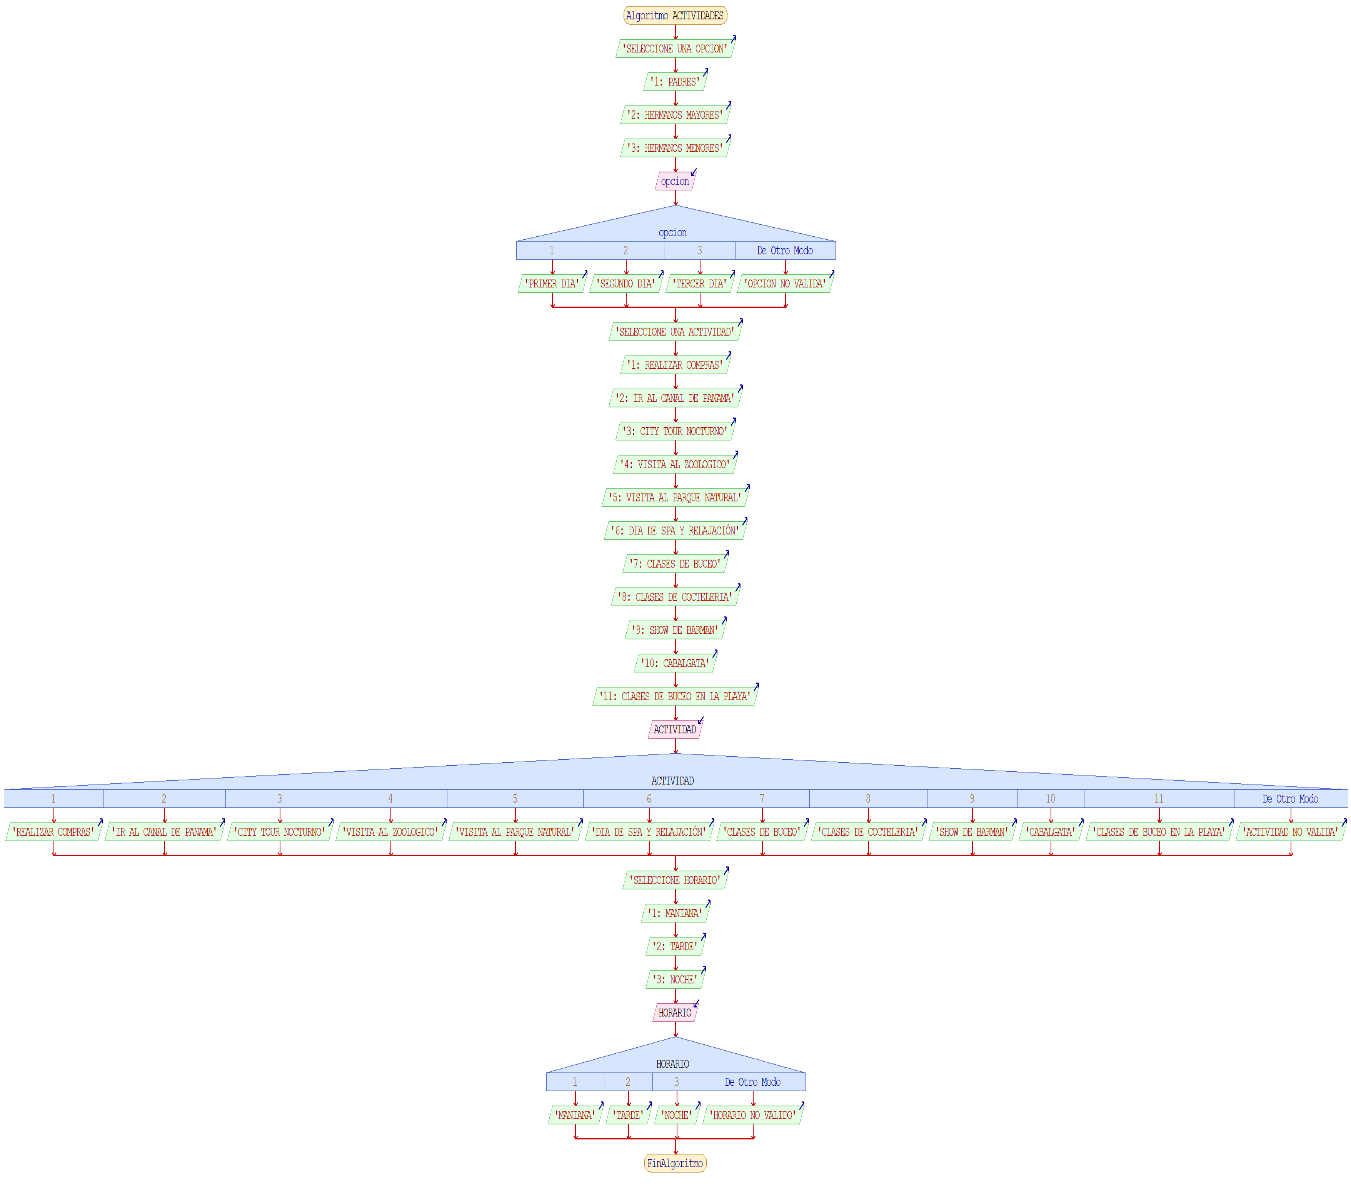 Algoritmo ACTIVIDADES
'SELECCIONE UNA OPCION'
'1: PADRES'
'2: HERMANOS MAYORES'
'3: HERMANOS MENORES'
opcion
opcion
1 2 3 De Otro Modo
'PRIMER DIA' 'SEGUNDO DIA' 'TERCER DIA' 'OPCION NO VALIDA'
'SELECCIONE UNA ACTIVIDAD'
'1: REALIZAR COMPRAS'
'2: IR AL CANAL DE PANAMA'
'3: CITY TOUR NOCTURNO'
'4: VISITA AL ZOOLOGICO'
'5: VISITA AL PARQUE NATURAL'
'6: DIA DE SPA Y RELAJACIÓN'
'7: CLASES DE BUCEO'
'8: CLASES DE COCTELERIA'
'9: SHOW DE BARMAN'
'10: CABALGATA'
'11: CLASES DE BUCEO EN LA PLAYA'
ACTIVIDAD
ACTIVIDAD
1 2 3 4 5 6 7 8 9 10 11 De Otro Modo
'REALIZAR COMPRAS' 'IR AL CANAL DE PANAMA' 'CITY TOUR NOCTURNO' 'VISITA AL ZOOLOGICO' 'VISITA AL PARQUE NATURAL' 'DIA DE SPA Y RELAJACIÓN' 'CLASES DE BUCEO' 'CLASES DE COCTELERIA' 'SHOW DE BARMAN' 'CABALGATA' 'CLASES DE BUCEO EN LA PLAYA' 'ACTIVIDAD NO VALIDA'
'SELECCIONE HORARIO'
'1: MANIANA'
'2: TARDE'
'3: NOCHE'
HORARIO
HORARIO
1 2 3 De Otro Modo
'MANIANA' 'TARDE' 'NOCHE' 'HORARIO NO VALIDO'
FinAlgoritmo